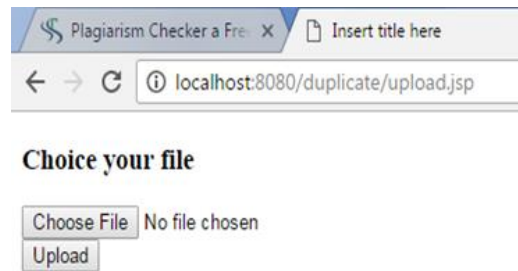 Plagiarism Checker a Fre
Insert title here
localhost:8080/duplicate/upload.jsp
Choice your file
Choose File No file chosen
Upload